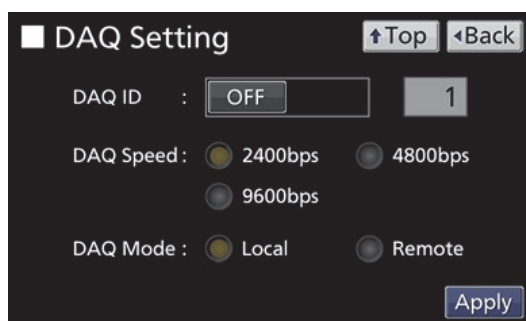 DAQ Setting ↑Top ◂Back
DAQ ID : OFF 1
DAQ Speed : 2400bps 4800bps
9600bps
DAQ Mode : Local Remote
Apply